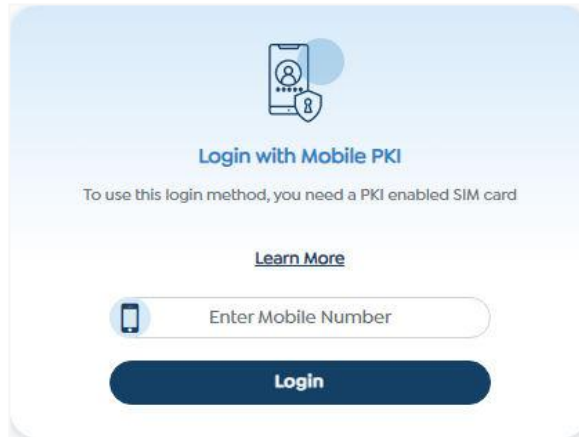 Login with Mobile PKI
To use this login method, you need a PKI enabled SIM card
Learn More
Enter Mobile Number
Login